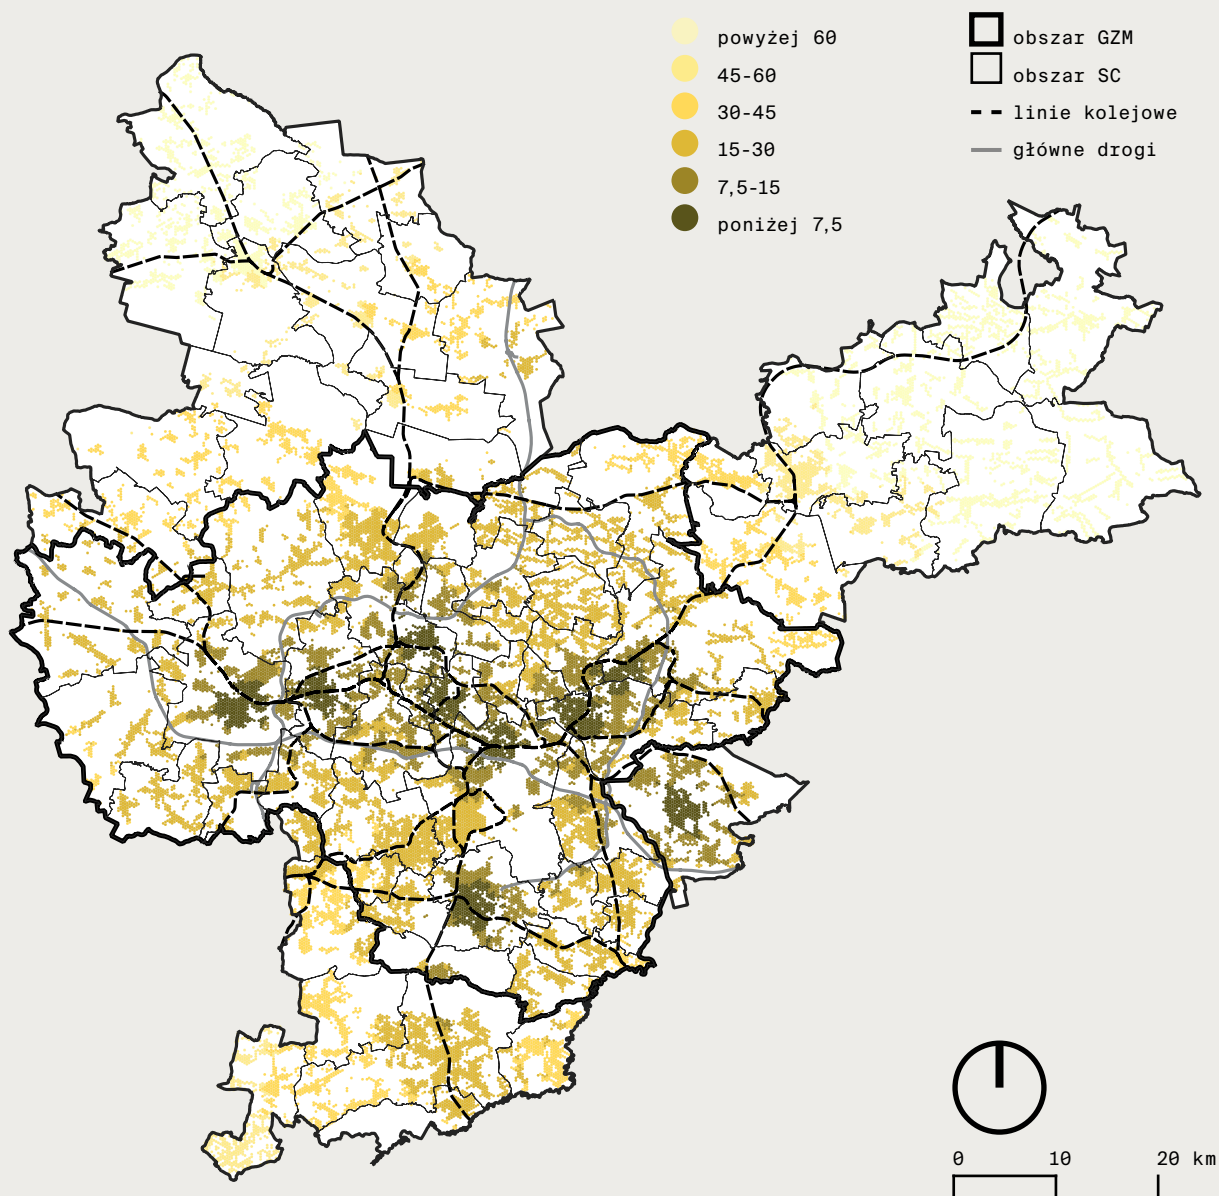 powyżej 60
45-60
30-45
15-30
7,5-15
poniżej 7,5
obszar GZM
obszar SC
linie kolejowe
główne drogi
0 10 20 km